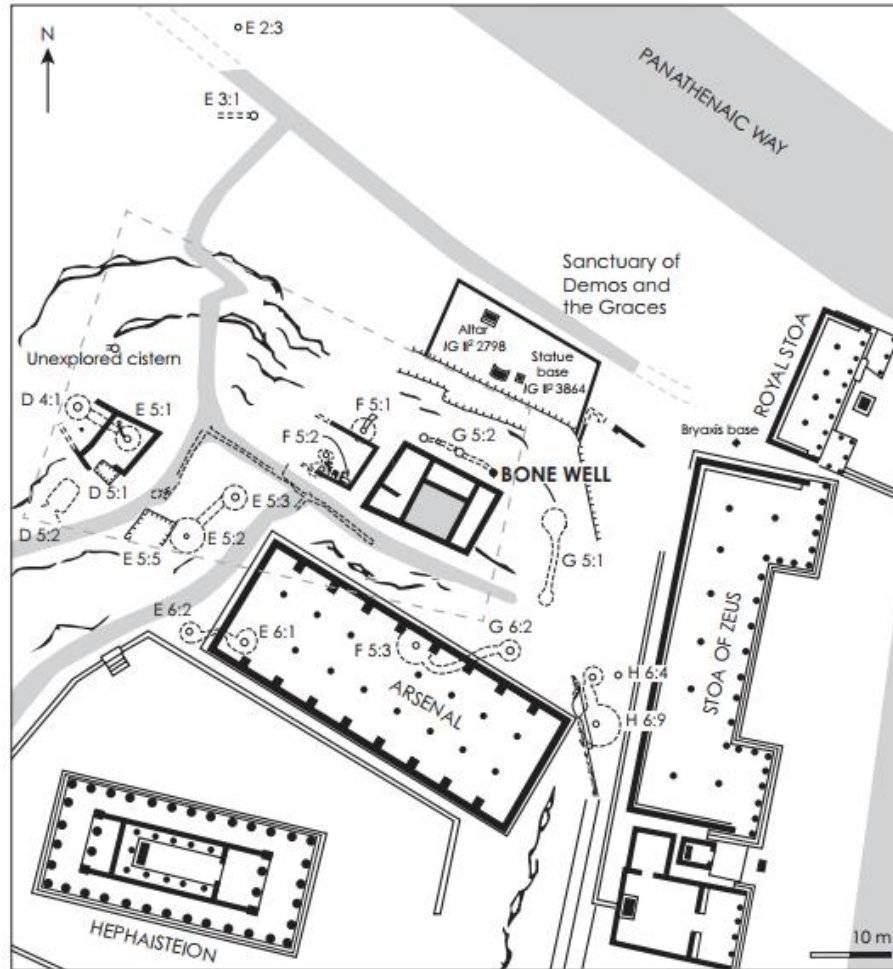 N
E 2:3
E 3:1
PANATHENAIC WAY
Sanctuary of
Demos and
the Graces
Altar
IG II² 2798
Statue
base
IG II² 3864
ROYAL STOA
Unexplored cistern
D 4:1
E 5:1
F 5:1
F 5:2
G 5:2
Bryaxis base
BONE WELL
D 5:1
D 5:2
E 5:3
E 5:2
E 5:5
G 5:1
E 6:2
E 6:1
F 5:3
G 6:2
ARSENAL
H 6:4
H 6:9
STOA OF ZEUS
HEPHAISTEION
10 m